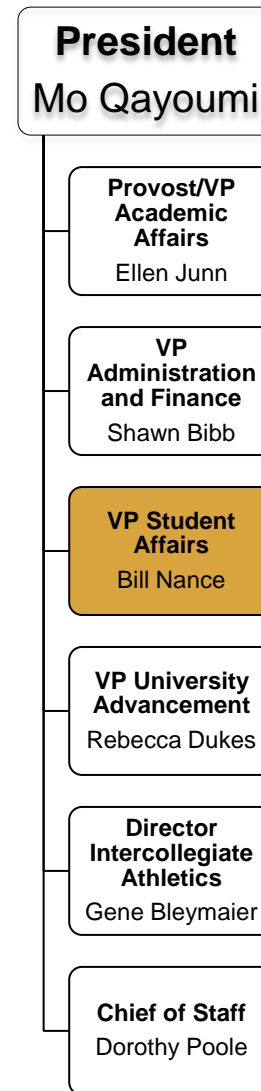 President
Mo Qayoumi
Provost/VP
Academic
Affairs
Ellen Junn
VP
Administration
and Finance
Shawn Bibb
VP Student
Affairs
Bill Nance
VP University
Advancement
Rebecca Dukes
Director
Intercollegiate
Athletics
Gene Bleymaier
Chief of Staff
Dorothy Poole